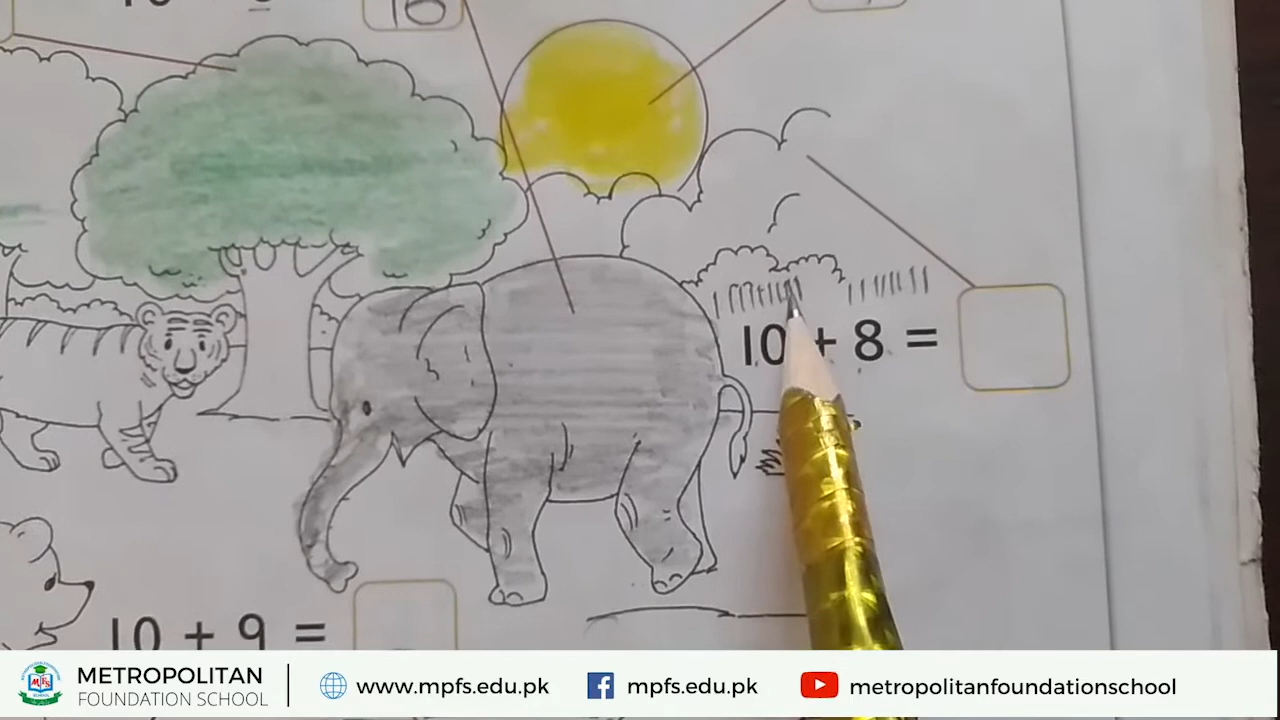 16
10 + 8 =
10 + 9 =
METROPOLITAN
FOUNDATION SCHOOL
www.mpfs.edu.pk
mpfs.edu.pk
metropolitanfoundationschool